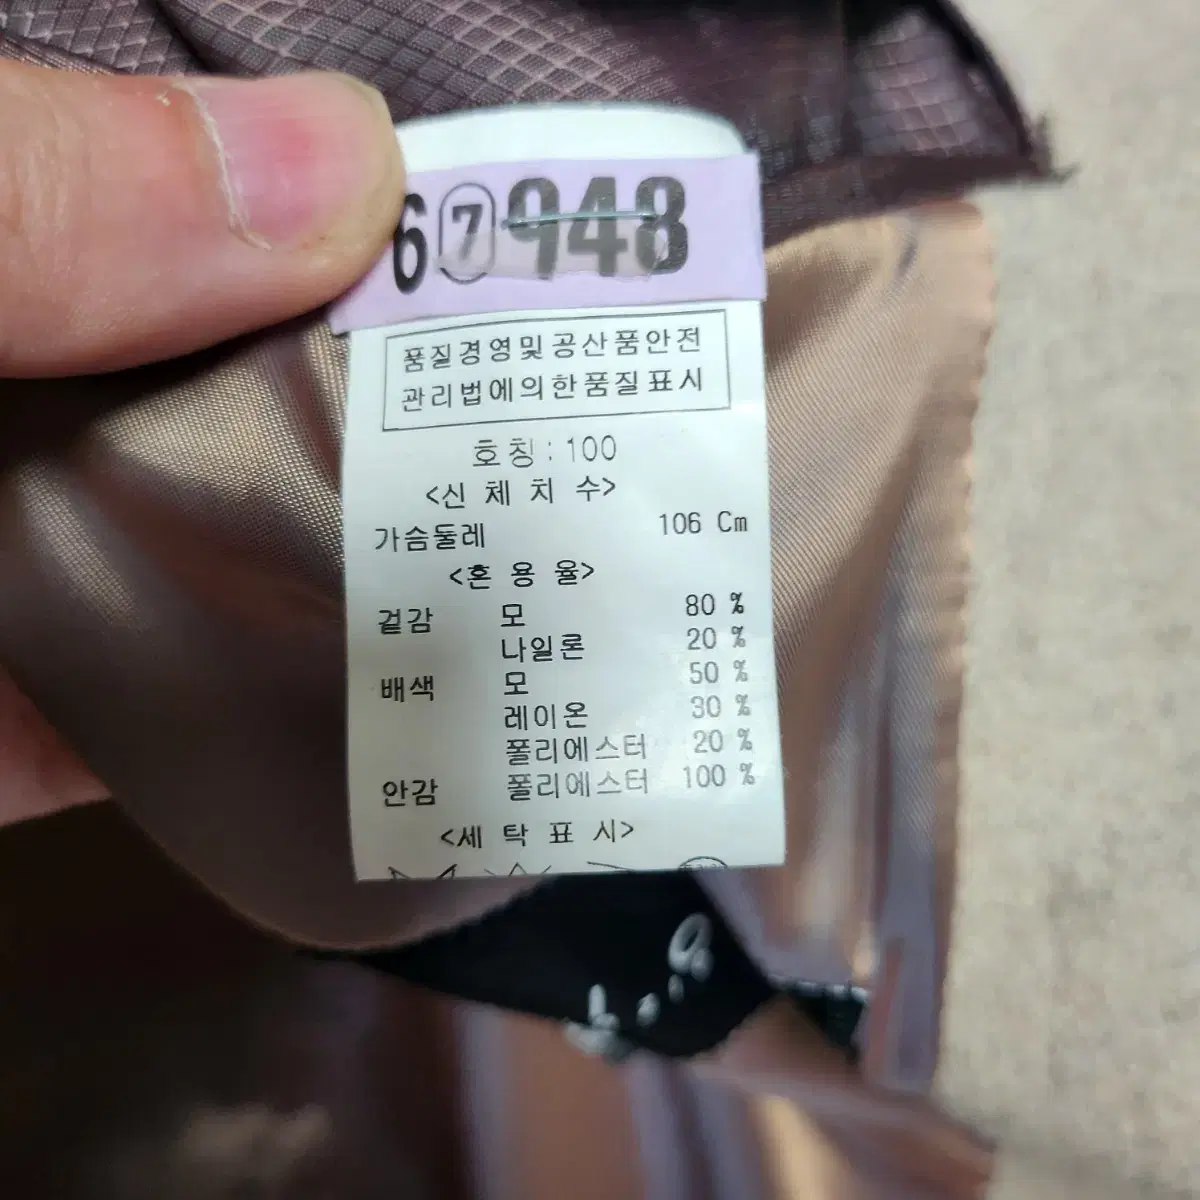 6⑦948
품질경영및공산품안전
관리법에의한품질표시
호칭:100
<신 체 치 수>
가슴둘레 106 Cm
<혼 용 율>
겉감 모 80 %
나일론 20 %
배색 모 50 %
레이온 30 %
폴리에스터 20 %
안감 폴리에스터 100 %
<세 탁 표 시>